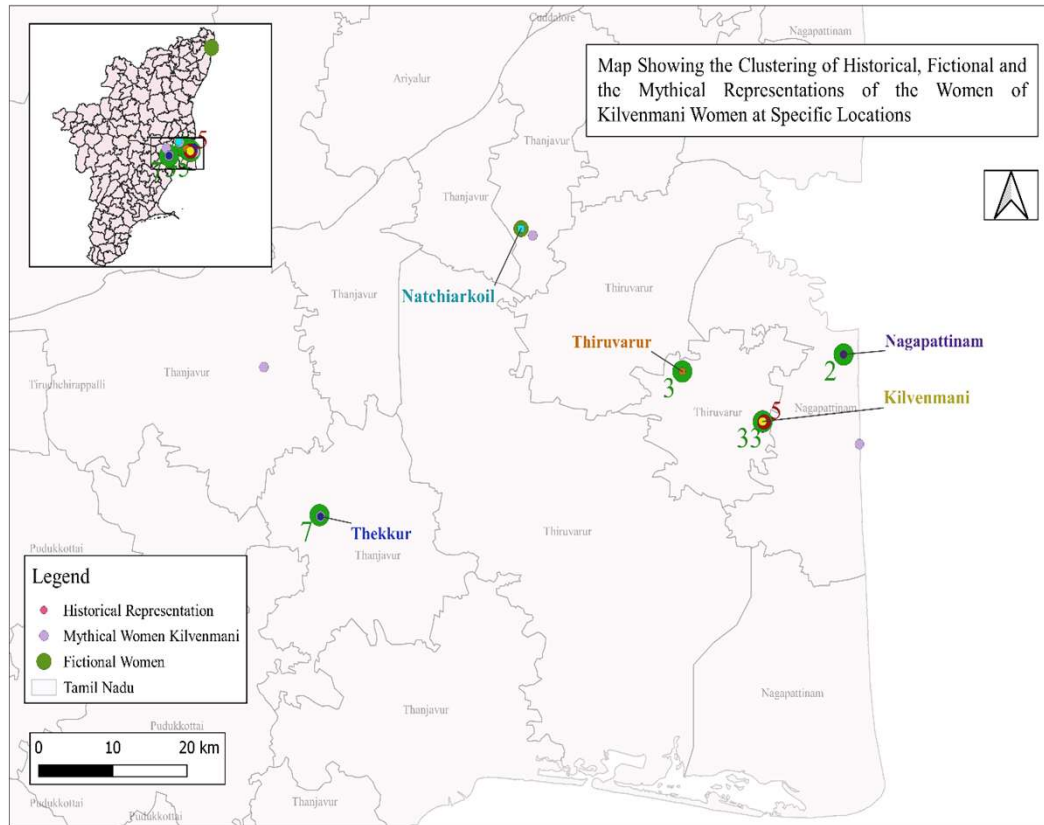 Cuddalore
Nagapattinam
Map Showing the Clustering of Historical, Fictional and
the Mythical Representations of the Women of
Kilvenmani Women at Specific Locations
Ariyalur
Thanjavur
5
Thanjavur
Natchiarkoil
Thanjavur
Thiruvarur
Thiruvarur
3
Nagapattinam
2
Tiruchchirappalli
Thanjavur
Kilvenmani
5
Thiruvarur
Nagapattinam
33
Thekkur
7
Thiruvarur
Pudukkottai
Thanjavur
Legend
Historical Representation
Mythical Women Kilvenmani
Fictional Women
Tamil Nadu
Nagapattinam
Thanjavur
Pudukkottai
0 10 20 km
Pudukkottai
Pudukkottai
Thanjavur